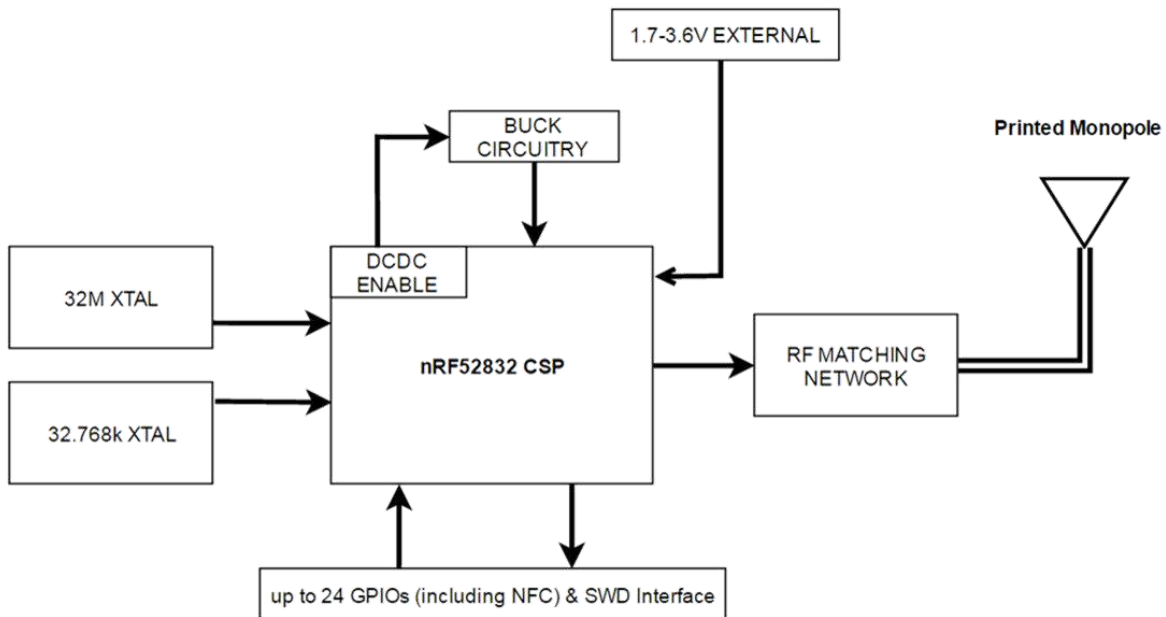 1.7-3.6V EXTERNAL
BUCK
CIRCUITRY
Printed Monopole
DCDC
ENABLE
32M XTAL
nRF52832 CSP
RF MATCHING
NETWORK
32.768k XTAL
up to 24 GPIOs (including NFC) & SWD Interface